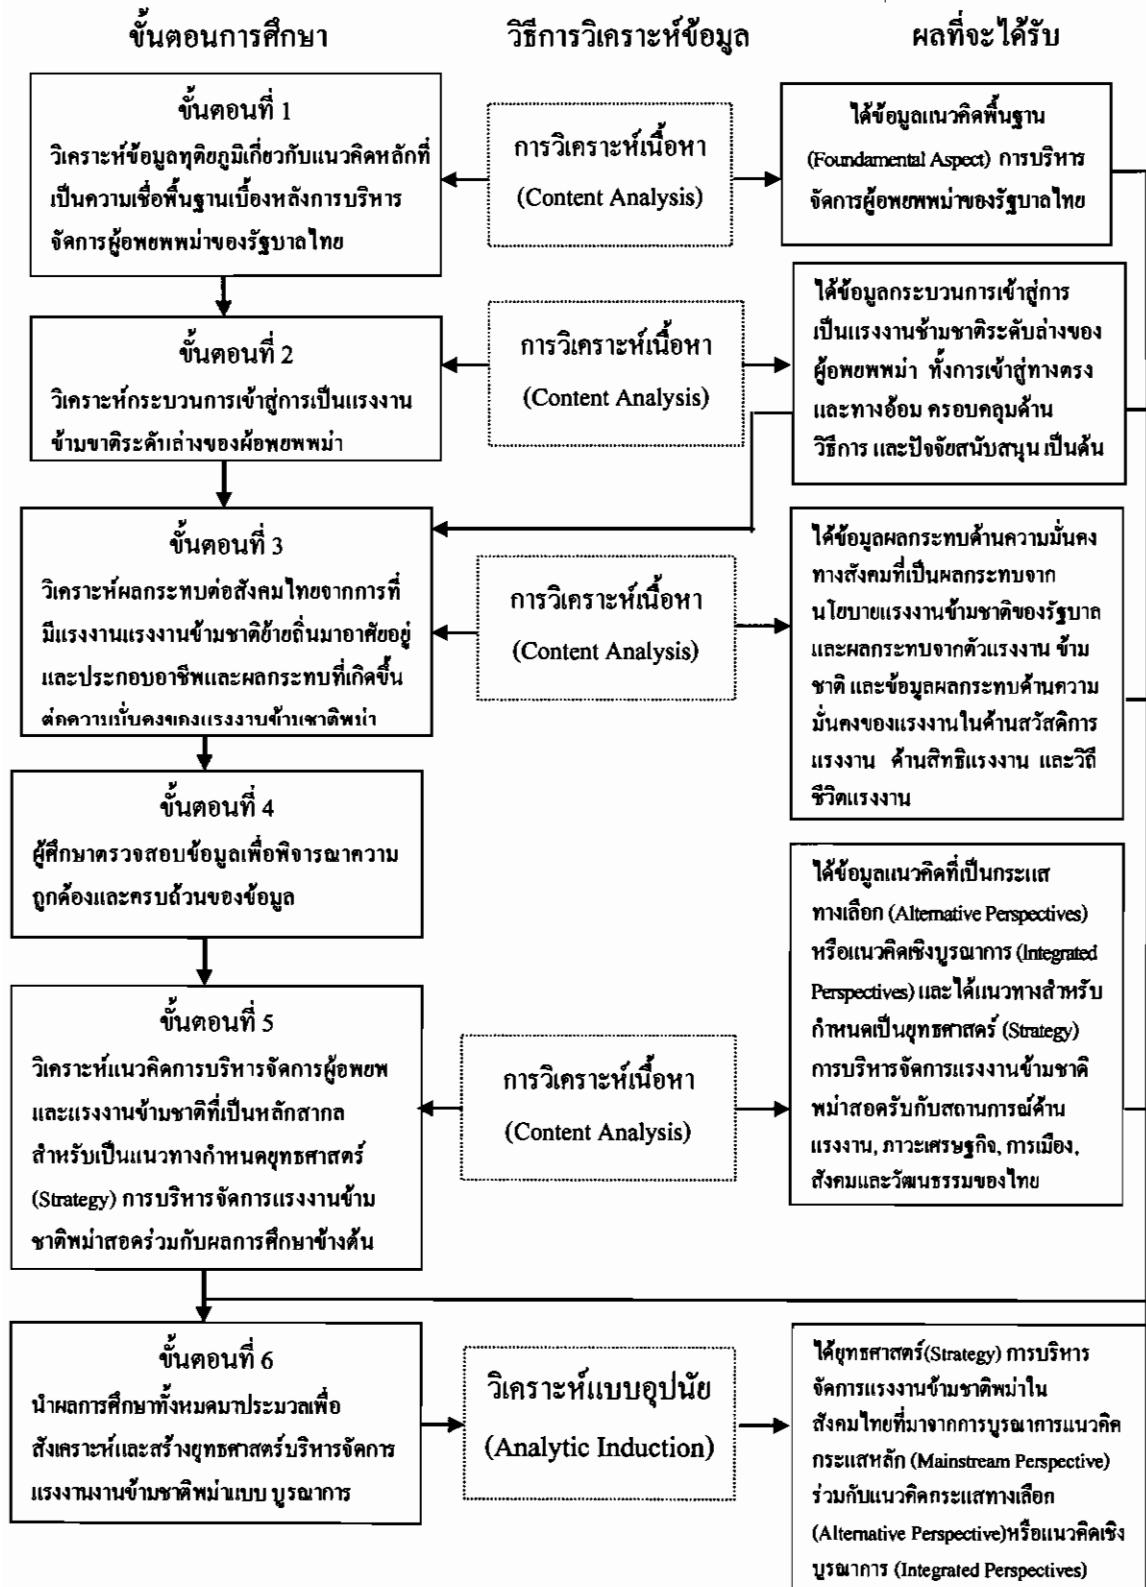 ขั้นตอนการศึกษา
วิธีการวิเคราะห์ข้อมูล
ผลที่จะได้รับ
ขั้นตอนที่ 1
วิเคราะห์ข้อมูลทุติยภูมิเกี่ยวกับแนวคิดหลักที่
เป็นความเชื่อพื้นฐานเบื้องหลังการบริหาร
จัดการผู้อพยพพม่าของรัฐบาลไทย
การวิเคราะห์เนื้อหา
(Content Analysis)
ได้ข้อมูลแนวคิดพื้นฐาน
(Foundamental Aspect) การบริหาร
จัดการผู้อพยพพม่าของรัฐบาลไทย
ขั้นตอนที่ 2
วิเคราะห์กระบวนการเข้าสู่การเป็นแรงงาน
ข้ามชาติระดับล่างของผู้อพยพพม่า
การวิเคราะห์เนื้อหา
(Content Analysis)
ได้ข้อมูลกระบวนการเข้าสู่การ
เป็นแรงงานข้ามชาติระดับล่างของ
ผู้อพยพพม่า ทั้งการเข้าสู่ทางตรง
และทางอ้อม ครอบคลุมด้าน
วิธีการ และปัจจัยสนับสนุน เป็นต้น
ขั้นตอนที่ 3
วิเคราะห์ผลกระทบต่อสังคมไทยจากการที่
มีแรงงานแรงงานข้ามชาติย้ายถิ่นมาอาศัยอยู่
และประกอบอาชีพและผลกระทบที่เกิดขึ้น
ต่อความมั่นคงของแรงงานข้ามชาติพม่า
การวิเคราะห์เนื้อหา
(Content Analysis)
ได้ข้อมูลผลกระทบด้านความมั่นคง
ทางสังคมที่เป็นผลกระทบจาก
นโยบายแรงงานข้ามชาติของรัฐบาล
และผลกระทบจากตัวแรงงาน ข้าม
ชาติ และข้อมูลผลกระทบด้านความ
มั่นคงของแรงงานในด้านสวัสดิการ
แรงงาน ด้านสิทธิแรงงาน และวิถี
ชีวิตแรงงาน
ขั้นตอนที่ 4
ผู้ศึกษาตรวจสอบข้อมูลเพื่อพิจารณาความ
ถูกต้องและครบถ้วนของข้อมูล
ขั้นตอนที่ 5
วิเคราะห์แนวคิดการบริหารจัดการผู้อพยพ
และแรงงานข้ามชาติที่เป็นหลักสากล
สำหรับเป็นแนวทางกำหนดยุทธศาสตร์
(Strategy) การบริหารจัดการแรงงานข้าม
ชาติพม่าสอดร่วมกับผลการศึกษาข้างต้น
การวิเคราะห์เนื้อหา
(Content Analysis)
ได้ข้อมูลแนวคิดที่เป็นกระแส
ทางเลือก (Alternative Perspectives)
หรือแนวคิดเชิงบูรณาการ (Integrated
Perspectives) และได้แนวทางสำหรับ
กำหนดเป็นยุทธศาสตร์ (Strategy)
การบริหารจัดการแรงงานข้ามชาติ
พม่าสอดรับกับสถานการณ์ด้าน
แรงงาน, ภาวะเศรษฐกิจ, การเมือง,
สังคมและวัฒนธรรมของไทย
ขั้นตอนที่ 6
นำผลการศึกษาทั้งหมดมาประมวลเพื่อ
สังเคราะห์และสร้างยุทธศาสตร์บริหารจัดการ
แรงงานงานข้ามชาติพม่าแบบ บูรณาการ
วิเคราะห์แบบอุปนัย
(Analytic Induction)
ได้ยุทธศาสตร์(Strategy) การบริหาร
จัดการแรงงานข้ามชาติพม่าใน
สังคมไทยที่มาจากการบูรณาการแนวคิด
กระแสหลัก (Mainstream Perspective)
ร่วมกับแนวคิดกระแสทางเลือก
(Alternative Perspective)หรือแนวคิดเชิง
บูรณาการ (Integrated Perspectives)